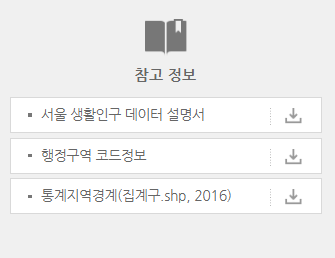 참고 정보
서울 생활인구 데이터 설명서
행정구역 코드정보
통계지역경계(집계구.shp, 2016)